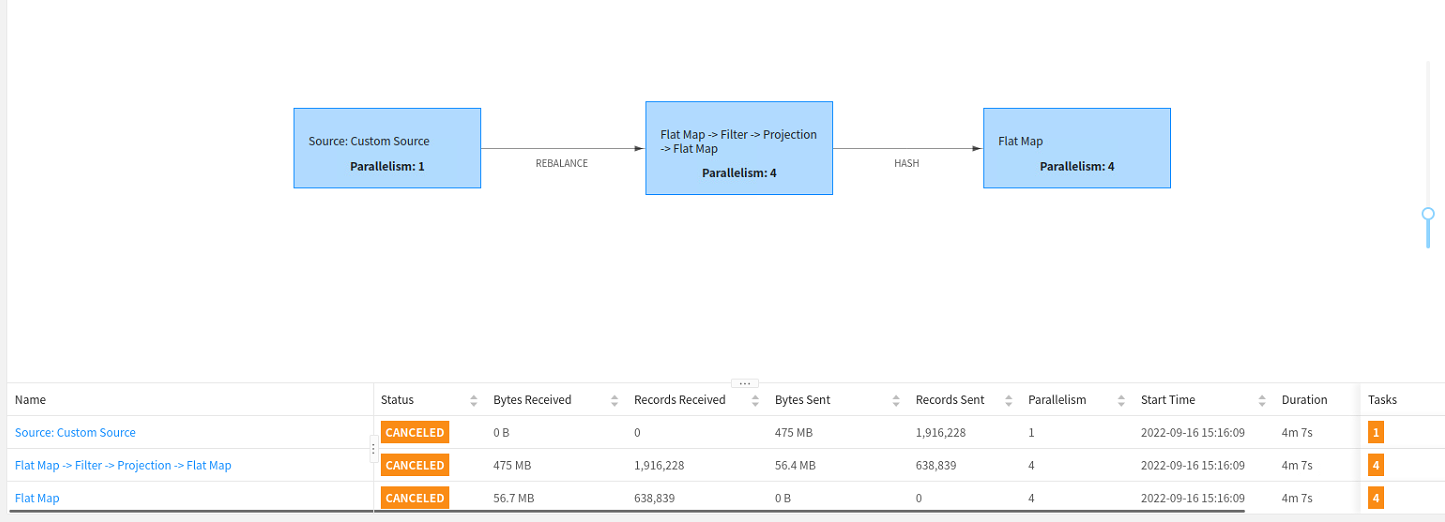 Source: Custom Source
Parallelism: 1
REBALANCE
Flat Map -> Filter -> Projection
-> Flat Map
Parallelism: 4
HASH
Flat Map
Parallelism: 4
Name Status Bytes Received Records Received Bytes Sent Records Sent Parallelism Start Time Duration Tasks
Source: Custom Source CANCELED 0 B 0 475 MB 1,916,228 1 2022-09-16 15:16:09 4m 7s 1
Flat Map -> Filter -> Projection -> Flat Map CANCELED 475 MB 1,916,228 56.4 MB 638,839 4 2022-09-16 15:16:09 4m 7s 4
Flat Map CANCELED 56.7 MB 638,839 0 B 0 4 2022-09-16 15:16:09 4m 7s 4